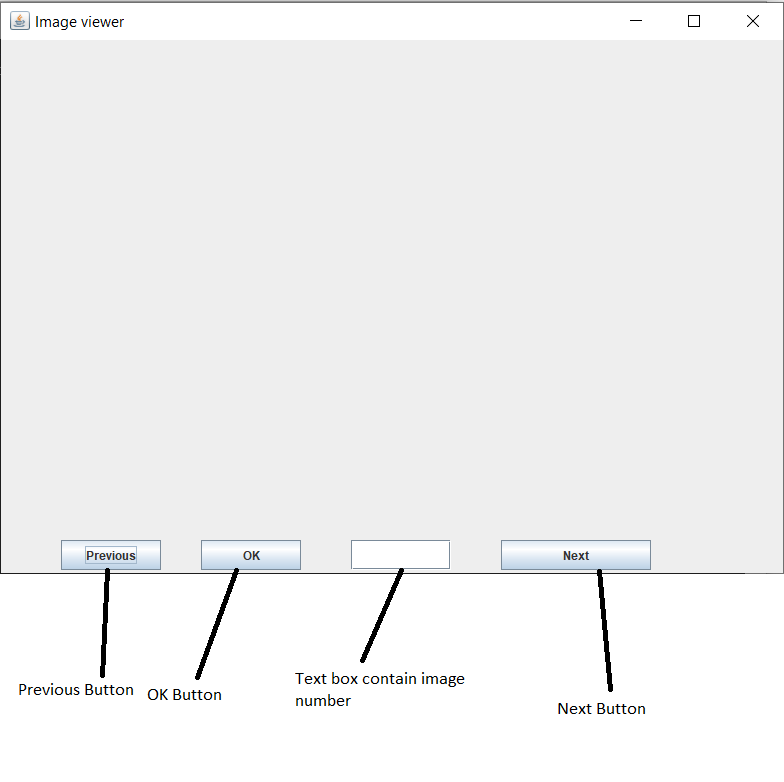 Image viewer
Previous
OK
Next
Previous Button
OK Button
Text box contain image
number
Next Button